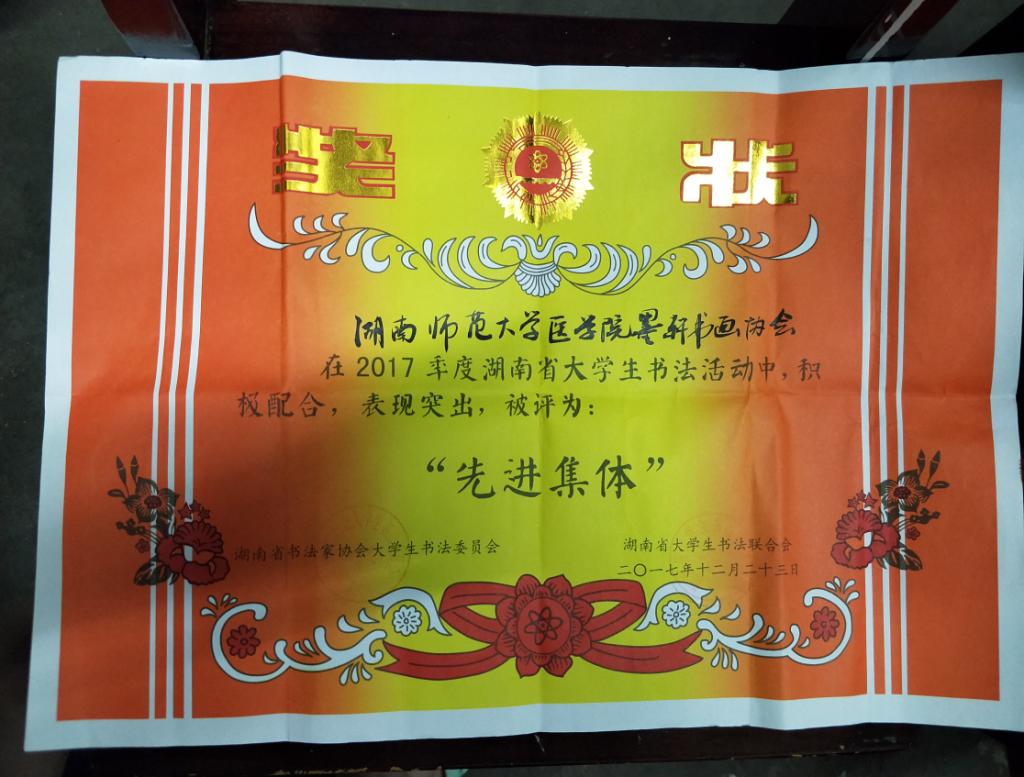 奖状
湖南师范大学医学院墨轩书画协会
在2017年度湖南省大学生书法活动中，积
极配合，表现突出，被评为：
“先进集体”
湖南省书法家协会大学生书法委员会
湖南省大学生书法联合会
二〇一七年十二月二十三日